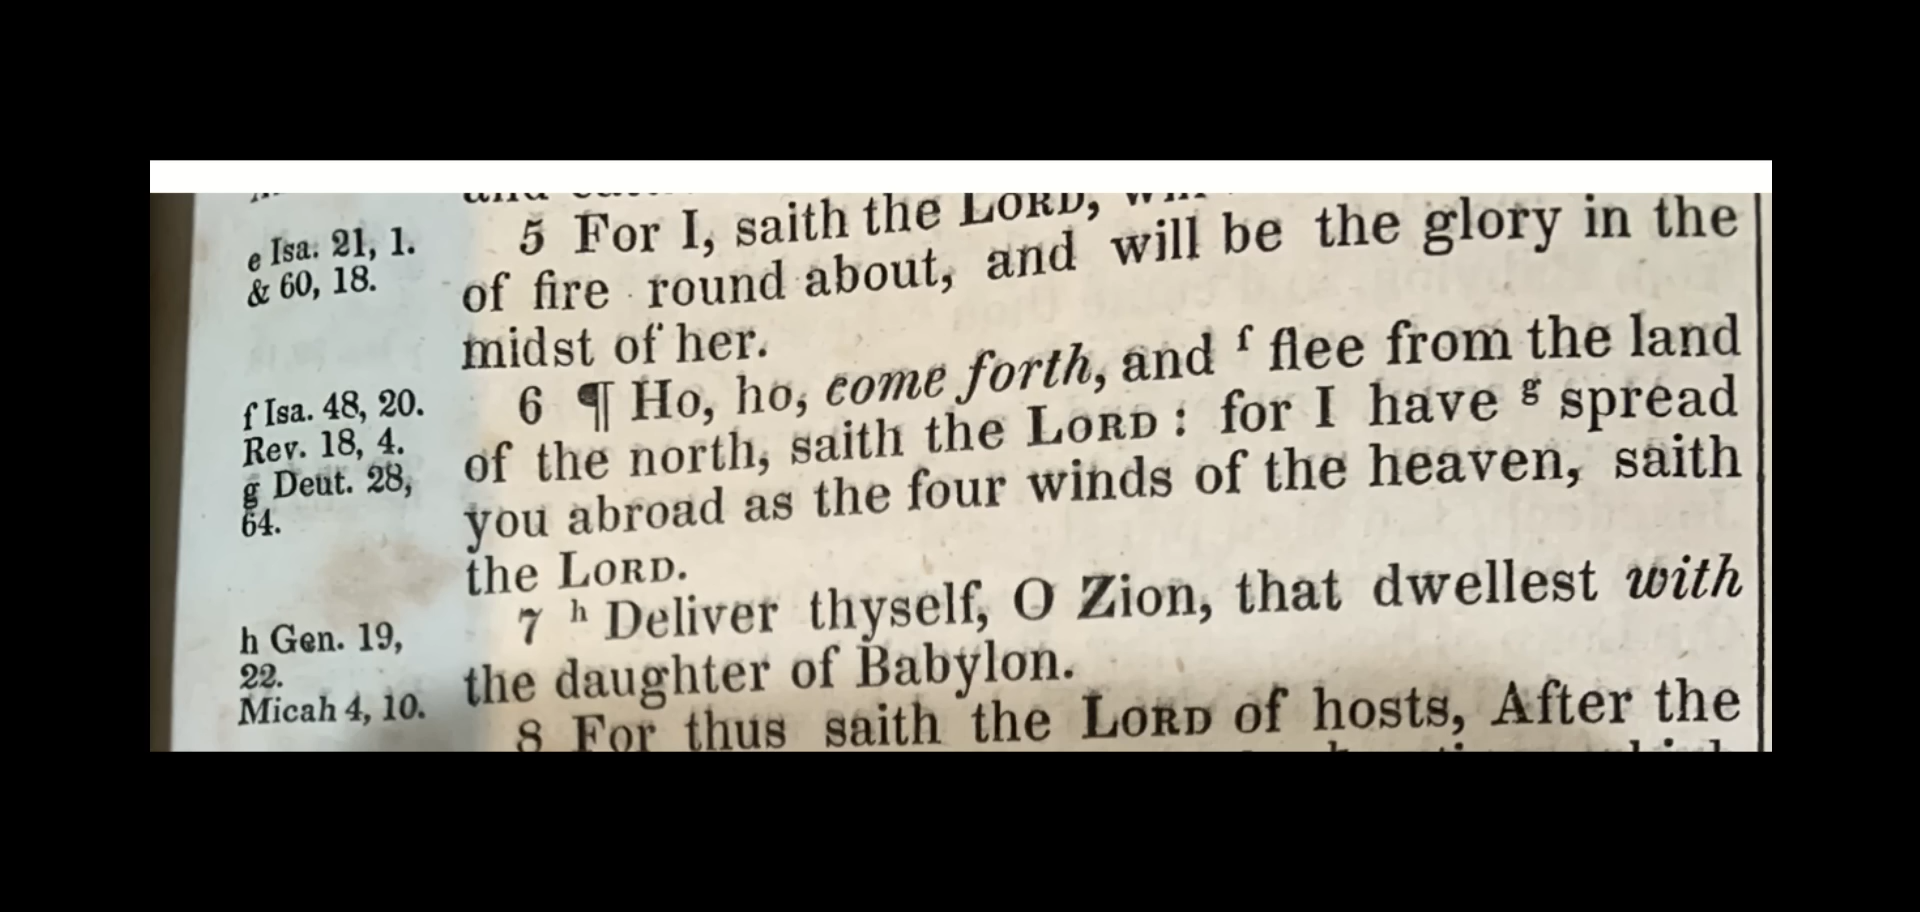 5 For I, saith the LORD,
e Isa. 21, 1.
& 60, 18.
of fire round about, and will be the glory in the
midst of her.
6 ¶ Ho, ho, come forth, and f flee from the land
f Isa. 48, 20.
Rev. 18, 4.
of the north, saith the LORD: for I have g spread
g Deut. 28,
64.
you abroad as the four winds of the heaven, saith
the LORD.
7 h Deliver thyself, O Zion, that dwellest with
h Gen. 19,
22.
Micah 4, 10.
the daughter of Babylon.
8 For thus saith the LORD of hosts, After the